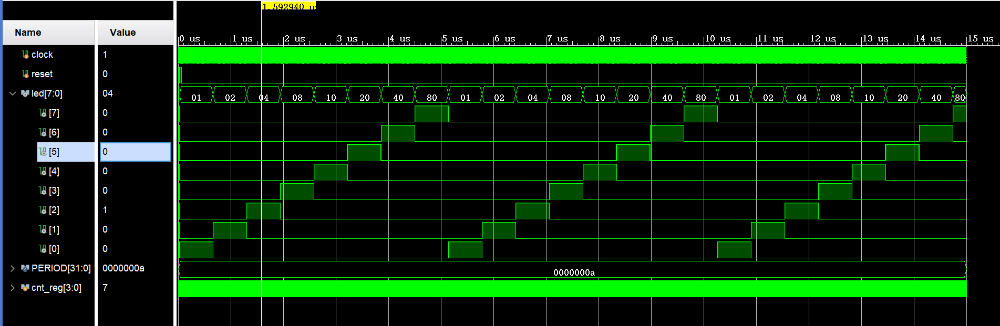 1.592940 u
Name Value
0 us 1 us 2 us 3 us 4 us 5 us 6 us 7 us 8 us 9 us 10 us 11 us 12 us 13 us 14 us 15 us
clock 1
reset 0
led[7:0] 04 01 02 04 08 10 20 40 80 01 02 04 08 10 20 40 80 01 02 04 08 10 20 40 80
[7] 0
[6] 0
[5] 0
[4] 0
[3] 0
[2] 1
[1] 0
[0] 0
PERIOD[31:0] 0000000a 0000000a
cnt_reg[3:0] 7